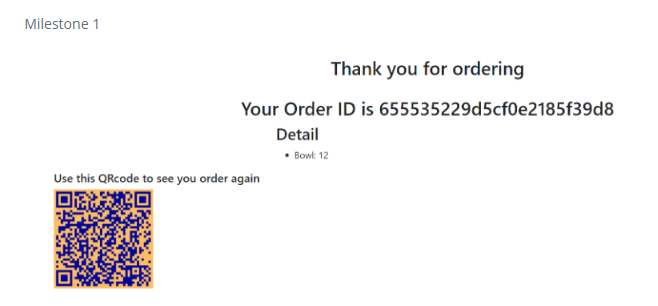 Milestone 1
Thank you for ordering
Your Order ID is 655535229d5cf0e2185f39d8
Detail
• Bowl: 12
Use this QRcode to see you order again